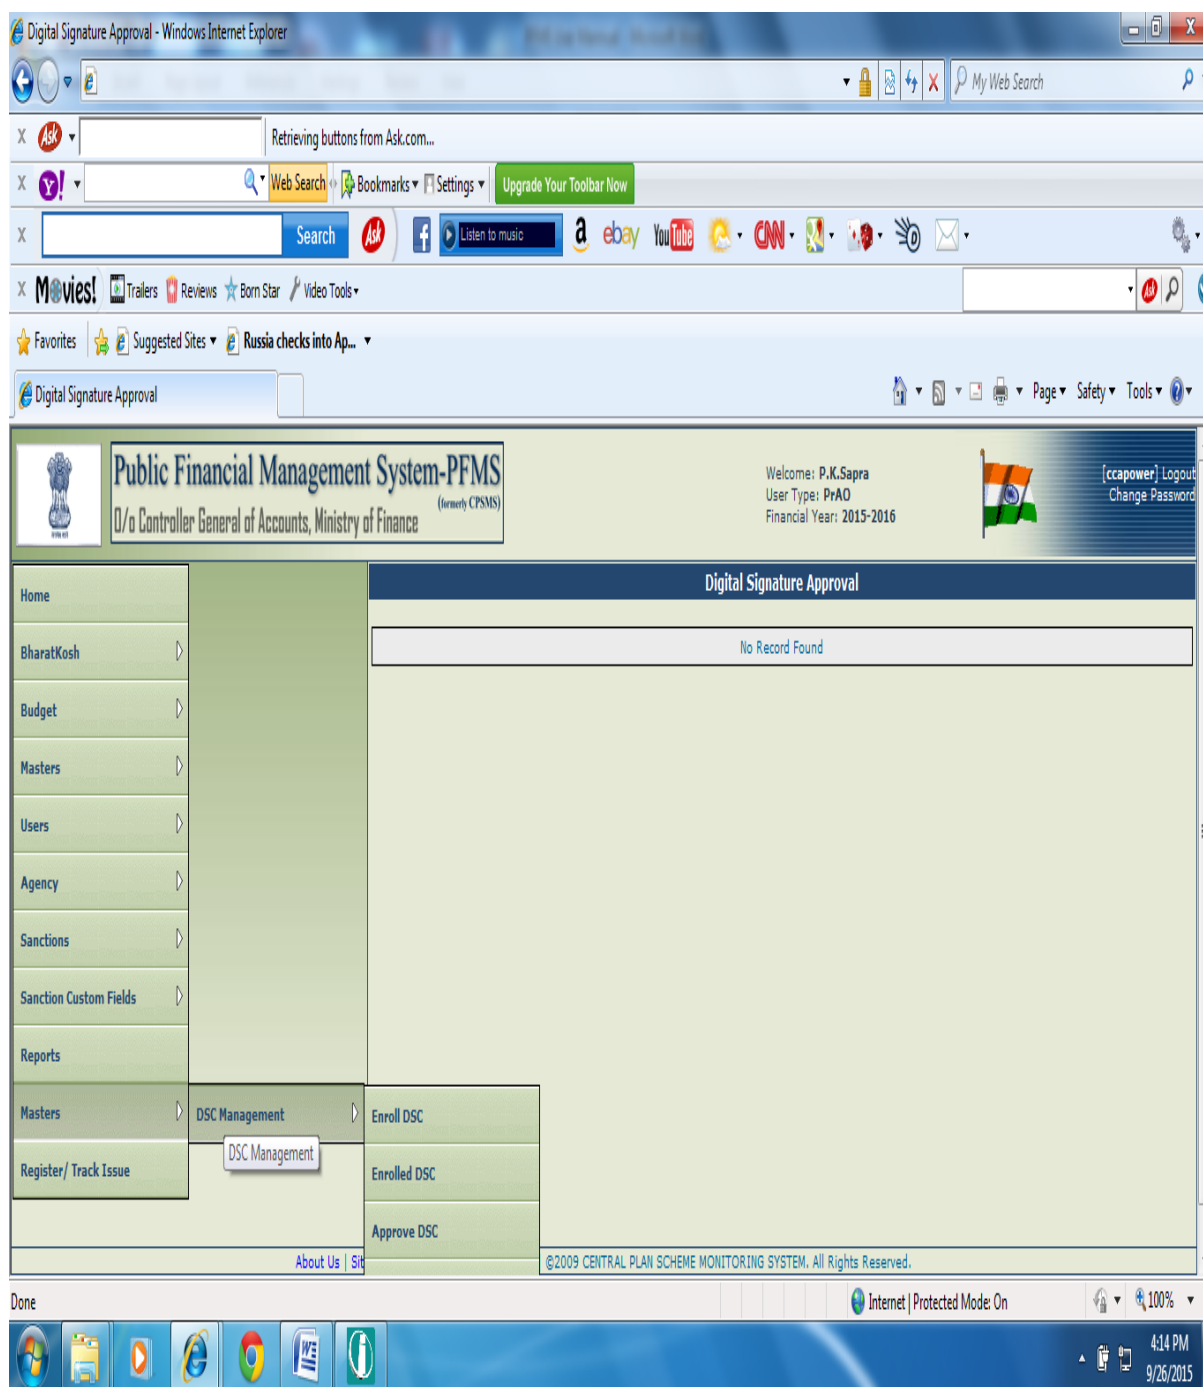 Digital Signature Approval - Windows Internet Explorer
My Web Search
X Ask Retrieving buttons from Ask.com...
X Y! Web Search Bookmarks Settings Upgrade Your Toolbar Now
X Search Ask f Listen to music a ebay YouTube CNN
X Movies! Trailers Reviews Born Star Video Tools Ask
Favorites Suggested Sites Russia checks into Ap...
Digital Signature Approval Page Safety Tools
Public Financial Management System-PFMS
(formerly CPSMS)
O/o Controller General of Accounts, Ministry of Finance
Welcome: P.K.Sapra
User Type: PrAO
Financial Year: 2015-2016
[ccapower] Logout
Change Password
Digital Signature Approval
No Record Found
Home
BharatKosh
Budget
Masters
Users
Agency
Sanctions
Sanction Custom Fields
Reports
Masters
DSC Management
DSC Management
Enroll DSC
Enrolled DSC
Approve DSC
Register/ Track Issue
About Us | Sit
©2009 CENTRAL PLAN SCHEME MONITORING SYSTEM. All Rights Reserved.
Done Internet | Protected Mode: On 100%
4:14 PM
9/26/2015